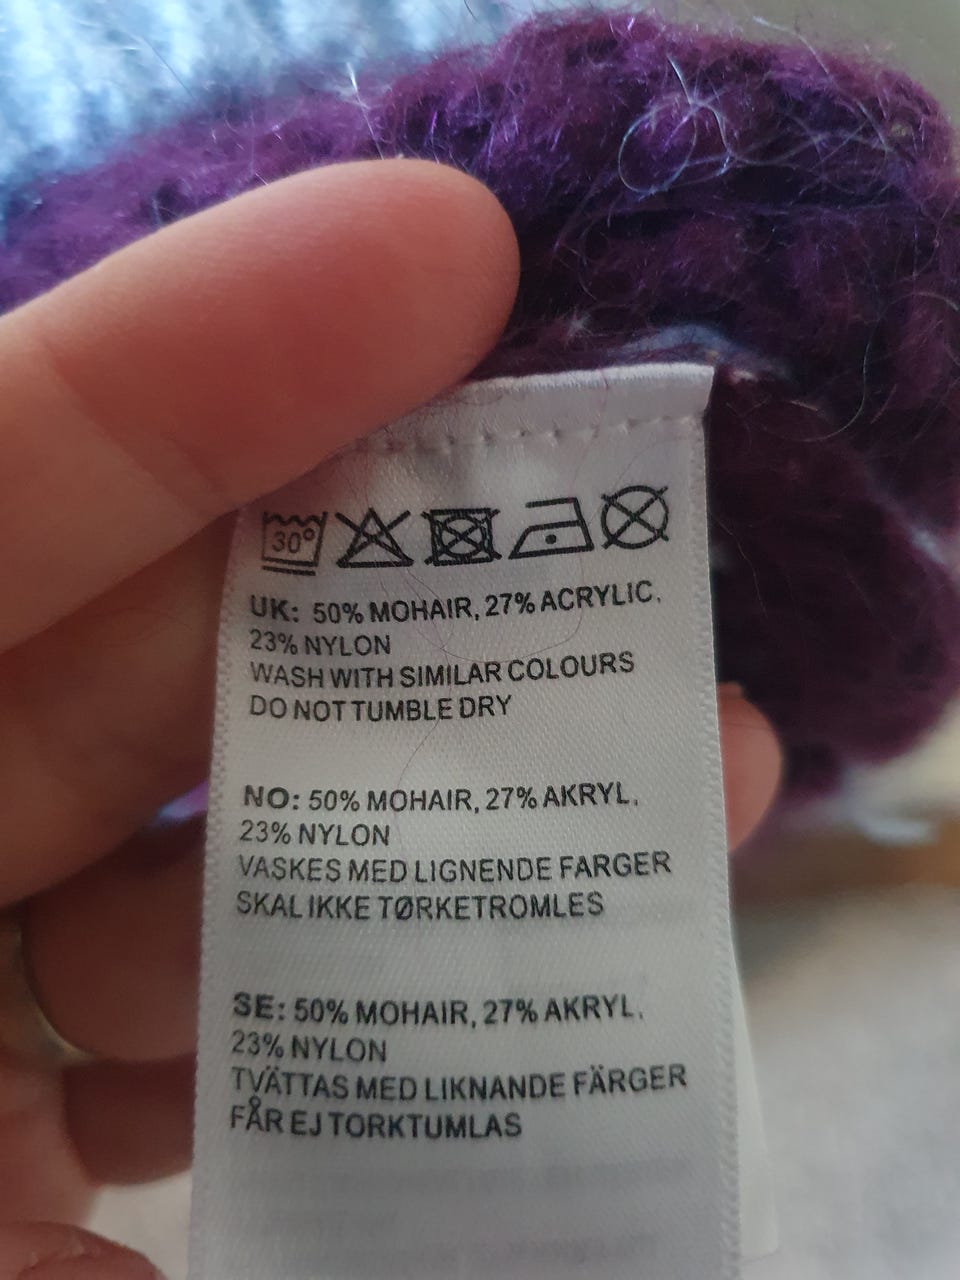 30°
UK: 50% MOHAIR, 27% ACRYLIC,
23% NYLON
WASH WITH SIMILAR COLOURS
DO NOT TUMBLE DRY
NO: 50% MOHAIR, 27% AKRYL,
23% NYLON
VASKES MED LIGNENDE FARGER
SKAL IKKE TØRKETROMLES
SE: 50% MOHAIR, 27% AKRYL,
23% NYLON
TVÄTTAS MED LIKNANDE FÄRGER
FÅR EJ TORKTUMLAS